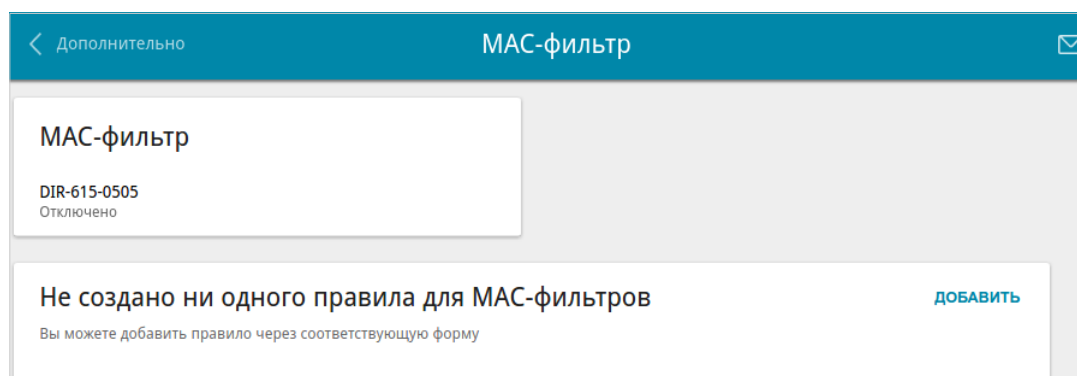 Дополнительно
MAC-фильтр
MAC-фильтр
DIR-615-0505
Отключено
Не создано ни одного правила для MAC-фильтров
ДОБАВИТЬ
Вы можете добавить правило через соответствующую форму